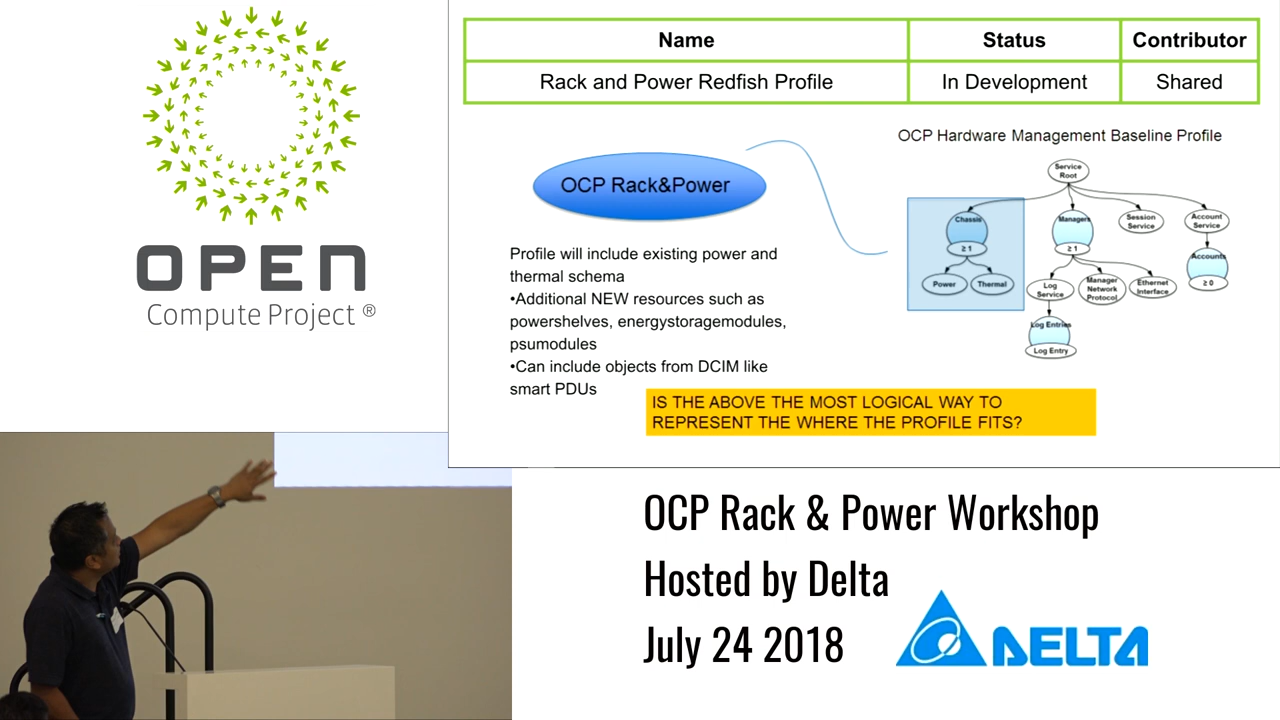 OPEN
Compute Project ®
Name Status Contributor
Rack and Power Redfish Profile In Development Shared
OCP Hardware Management Baseline Profile
OCP Rack&Power
Service
Root
Chassis
≥ 1
Managers
≥ 1
Session
Service
Account
Service
Power
Thermal
Log
Service
Manager
Network
Protocol
Ethernet
Interface
Accounts
≥ 0
Log Entries
Log Entry
Profile will include existing power and
thermal schema
•Additional NEW resources such as
powershelves, energystoragemodules,
psumodules
•Can include objects from DCIM like
smart PDUs
IS THE ABOVE THE MOST LOGICAL WAY TO
REPRESENT THE WHERE THE PROFILE FITS?
OCP Rack & Power Workshop
Hosted by Delta
July 24 2018
DELTA